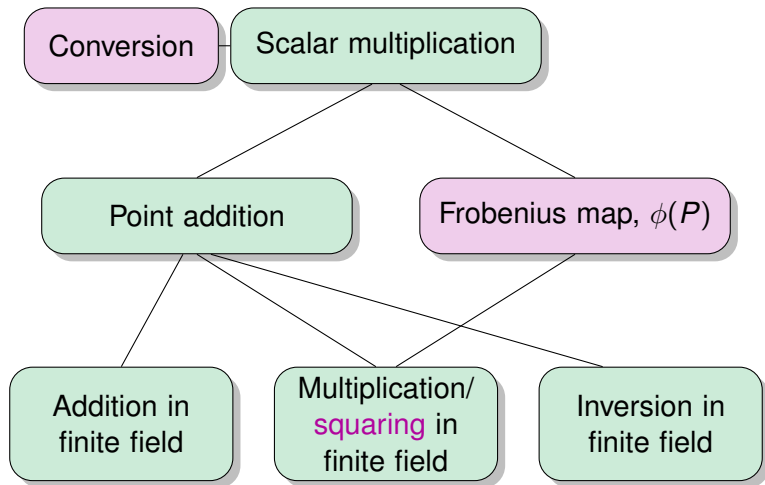 Conversion
Scalar multiplication
Point addition
Frobenius map, ϕ(P)
Addition in
finite field
Multiplication/
squaring in
finite field
Inversion in
finite field